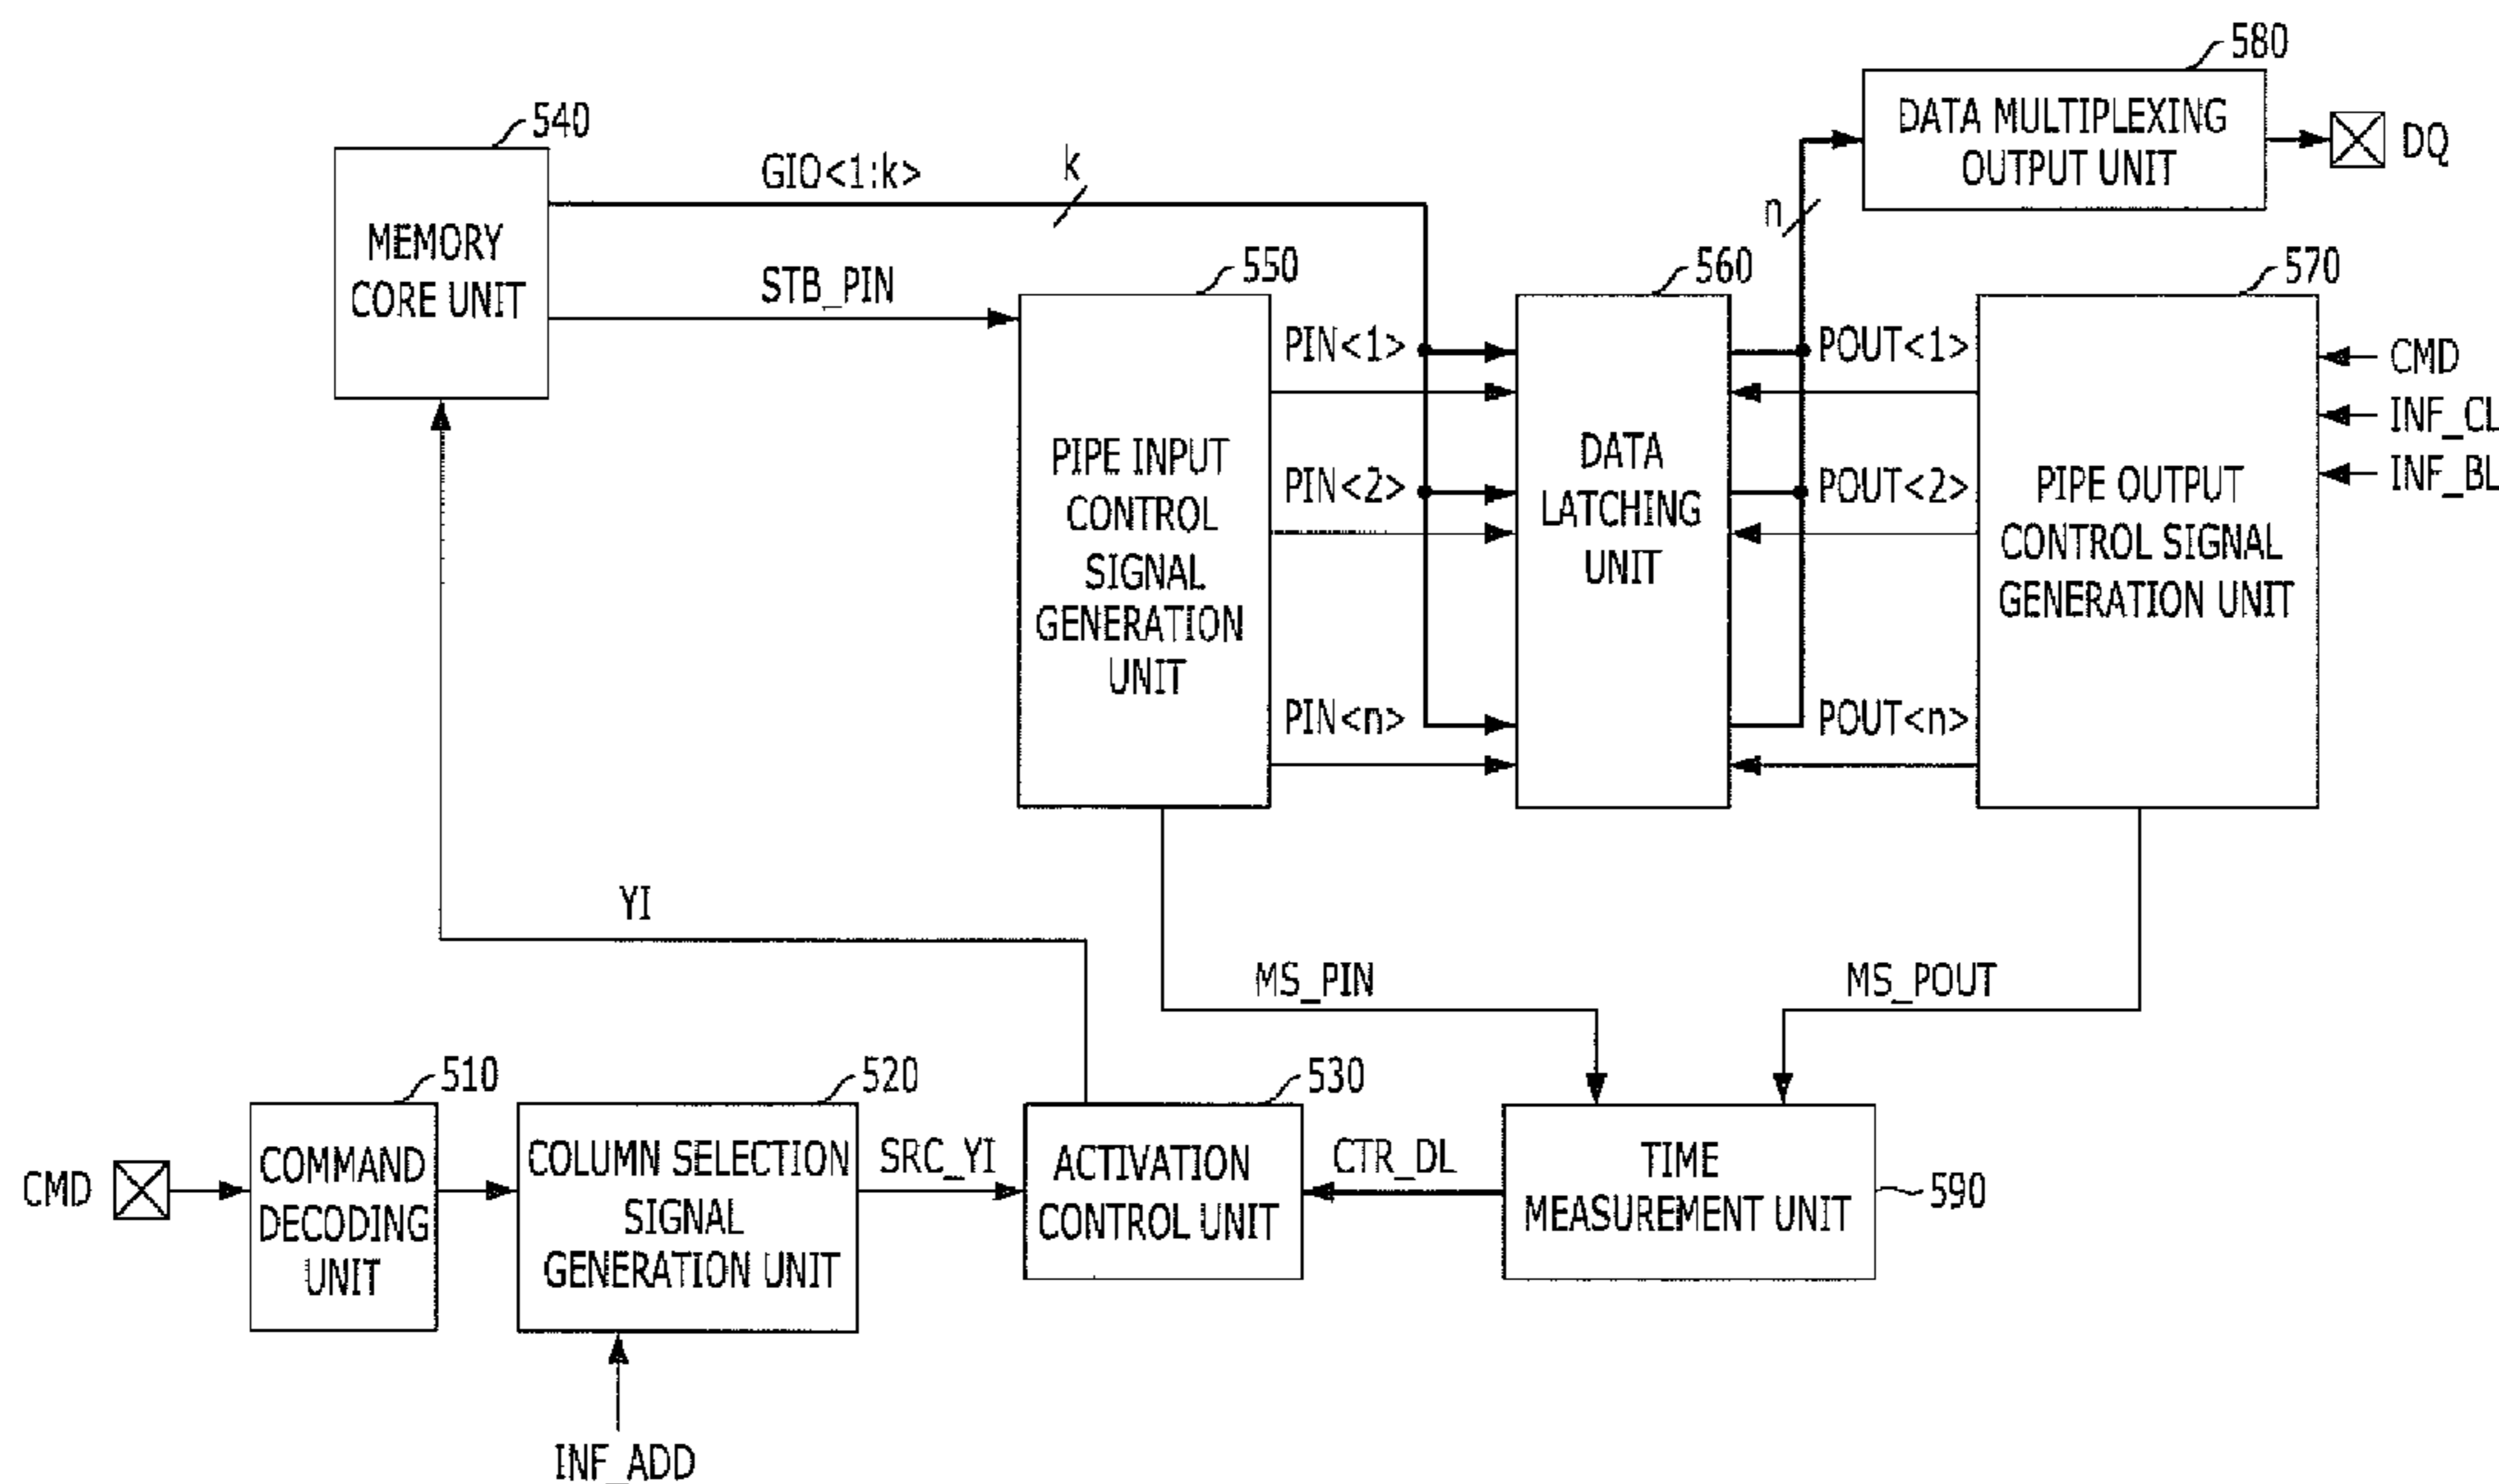 580
DATA MULTIPLEXING
OUTPUT UNIT
DQ
540
MEMORY
CORE UNIT
GIO<1:k>
k
n
STB_PIN
550
PIPE INPUT
CONTROL
SIGNAL
GENERATION
UNIT
PIN<1>
PIN<2>
PIN<n>
560
DATA
LATCHING
UNIT
POUT<1>
POUT<2>
POUT<n>
570
PIPE OUTPUT
CONTROL SIGNAL
GENERATION UNIT
CMD
INF_CL
INF_BL
YI
MS_PIN
MS_POUT
CMD
510
COMMAND
DECODING
UNIT
520
COLUMN SELECTION
SIGNAL
GENERATION UNIT
INF_ADD
SRC_YI
530
ACTIVATION
CONTROL UNIT
CTR_DL
TIME
MEASUREMENT UNIT
590